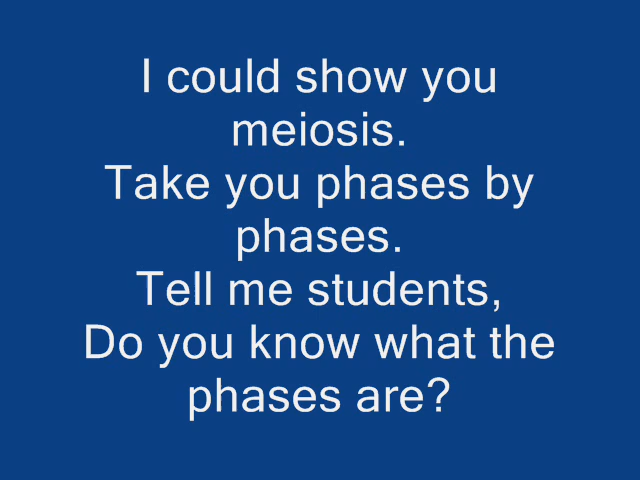 I could show you
meiosis.
Take you phases by
phases.
Tell me students,
Do you know what the
phases are?